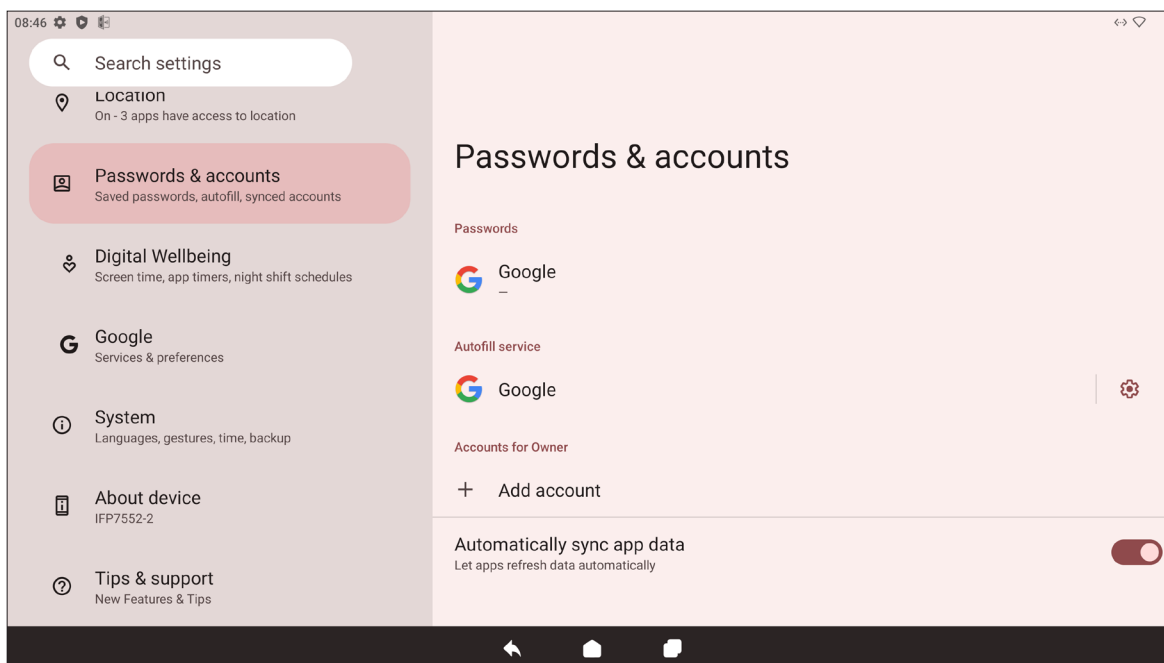 08:46
Search settings
Location
On - 3 apps have access to location
Passwords & accounts
Saved passwords, autofill, synced accounts
Digital Wellbeing
Screen time, app timers, night shift schedules
Google
Services & preferences
System
Languages, gestures, time, backup
About device
IFP7552-2
Tips & support
New Features & Tips
Passwords & accounts
Passwords
Google
–
Autofill service
Google
Accounts for Owner
+ Add account
Automatically sync app data
Let apps refresh data automatically